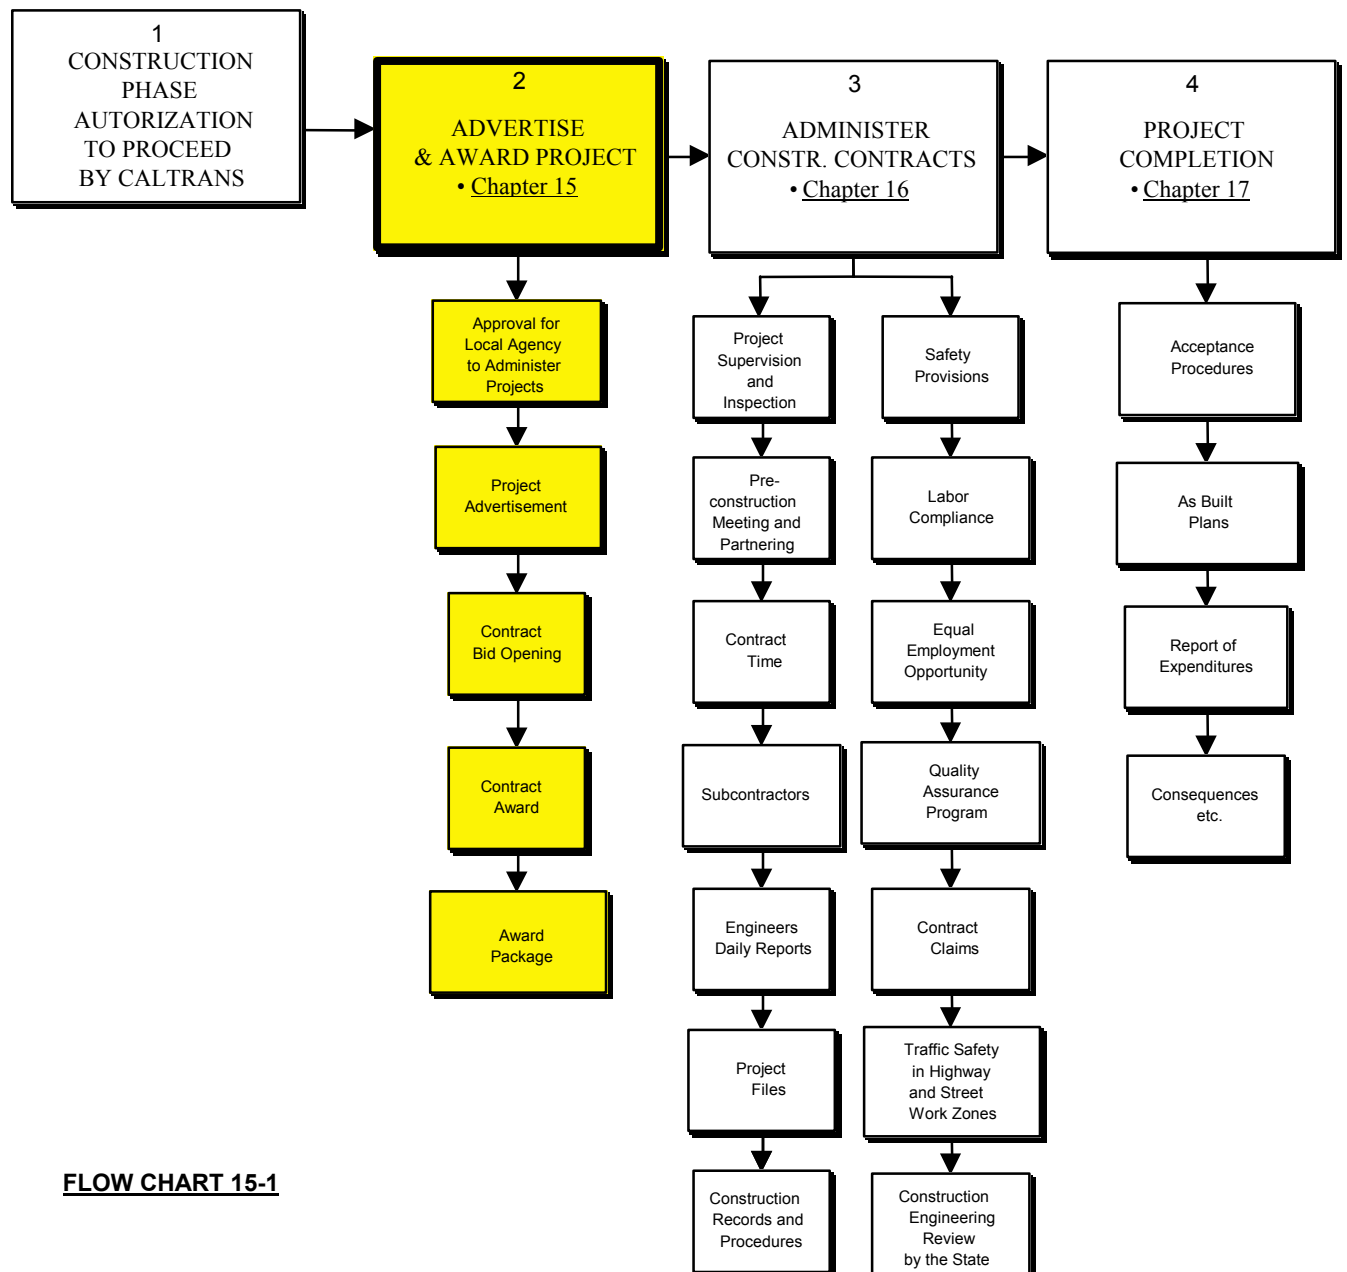 1
CONSTRUCTION
PHASE
AUTORIZATION
TO PROCEED
BY CALTRANS
2
ADVERTISE
& AWARD PROJECT
• Chapter 15
3
ADMINISTER
CONSTR. CONTRACTS
• Chapter 16
4
PROJECT
COMPLETION
• Chapter 17
Approval for
Local Agency
to Administer
Projects
Project
Advertisement
Contract
Bid Opening
Contract
Award
Award
Package
Project
Supervision
and
Inspection
Pre-
construction
Meeting and
Partnering
Contract
Time
Subcontractors
Engineers
Daily Reports
Project
Files
Construction
Records and
Procedures
Safety
Provisions
Labor
Compliance
Equal
Employment
Opportunity
Quality
Assurance
Program
Contract
Claims
Traffic Safety
in Highway
and Street
Work Zones
Construction
Engineering
Review
by the State
Acceptance
Procedures
As Built
Plans
Report of
Expenditures
Consequences
etc.
FLOW CHART 15-1